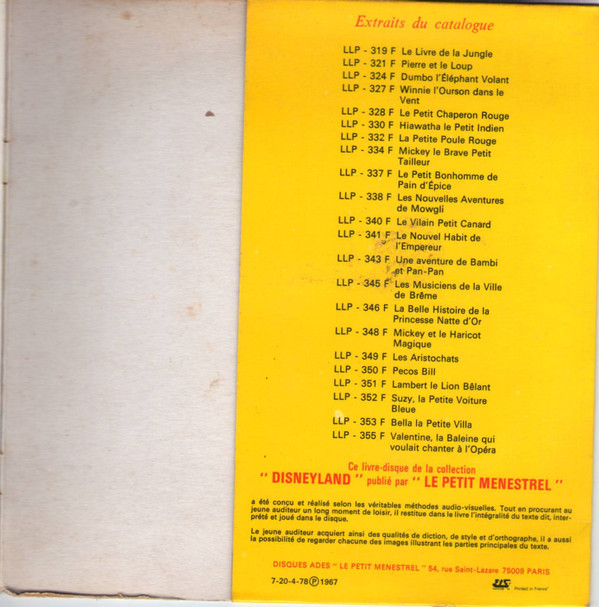 Extraits du catalogue
LLP - 319 F Le Livre de la Jungle
LLP - 321 F Pierre et le Loup
LLP - 324 F Dumbo l'Éléphant Volant
LLP - 327 F Winnie l'Ourson dans le
Vent
LLP - 328 F Le Petit Chaperon Rouge
LLP - 330 F Hiawatha le Petit Indien
LLP - 332 F La Petite Poule Rouge
LLP - 334 F Mickey le Brave Petit
Tailleur
LLP - 337 F Le Petit Bonhomme de
Pain d'Épice
LLP - 338 F Les Nouvelles Aventures
de Mowgli
LLP - 340 F Le Vilain Petit Canard
LLP - 341 F Le Nouvel Habit de
l'Empereur
LLP - 343 F Une aventure de Bambi
et Pan-Pan
LLP - 345 F Les Musiciens de la Ville
de Brême
LLP - 346 F La Belle Histoire de la
Princesse Natte d'Or
LLP - 348 F Mickey et le Haricot
Magique
LLP - 349 F Les Aristochats
LLP - 350 F Pecos Bill
LLP - 351 F Lambert le Lion Bêlant
LLP - 352 F Suzy, la Petite Voiture
Bleue
LLP - 353 F Bella la Petite Villa
LLP - 355 F Valentine, la Baleine qui
voulait chanter à l'Opéra
Ce livre-disque de la collection
" DISNEYLAND " publié par " LE PETIT MENESTREL "
a été conçu et réalisé selon les véritables méthodes audio-visuelles. Tout en procurant au
jeune auditeur un long moment de loisir, il restitue dans le livre l'intégralité du texte dit, inter-
prété et joué dans le disque.
Le jeune auditeur acquiert ainsi des qualités de diction, de style et d'orthographe, il a aussi
la possibilité de regarder chacune des images illustrant les parties principales du texte.
DISQUES ADES " LE PETIT MENESTREL " 54, rue Saint-Lazare 75009 PARIS
7-20-4-78 Ⓟ 1967
Printed in France